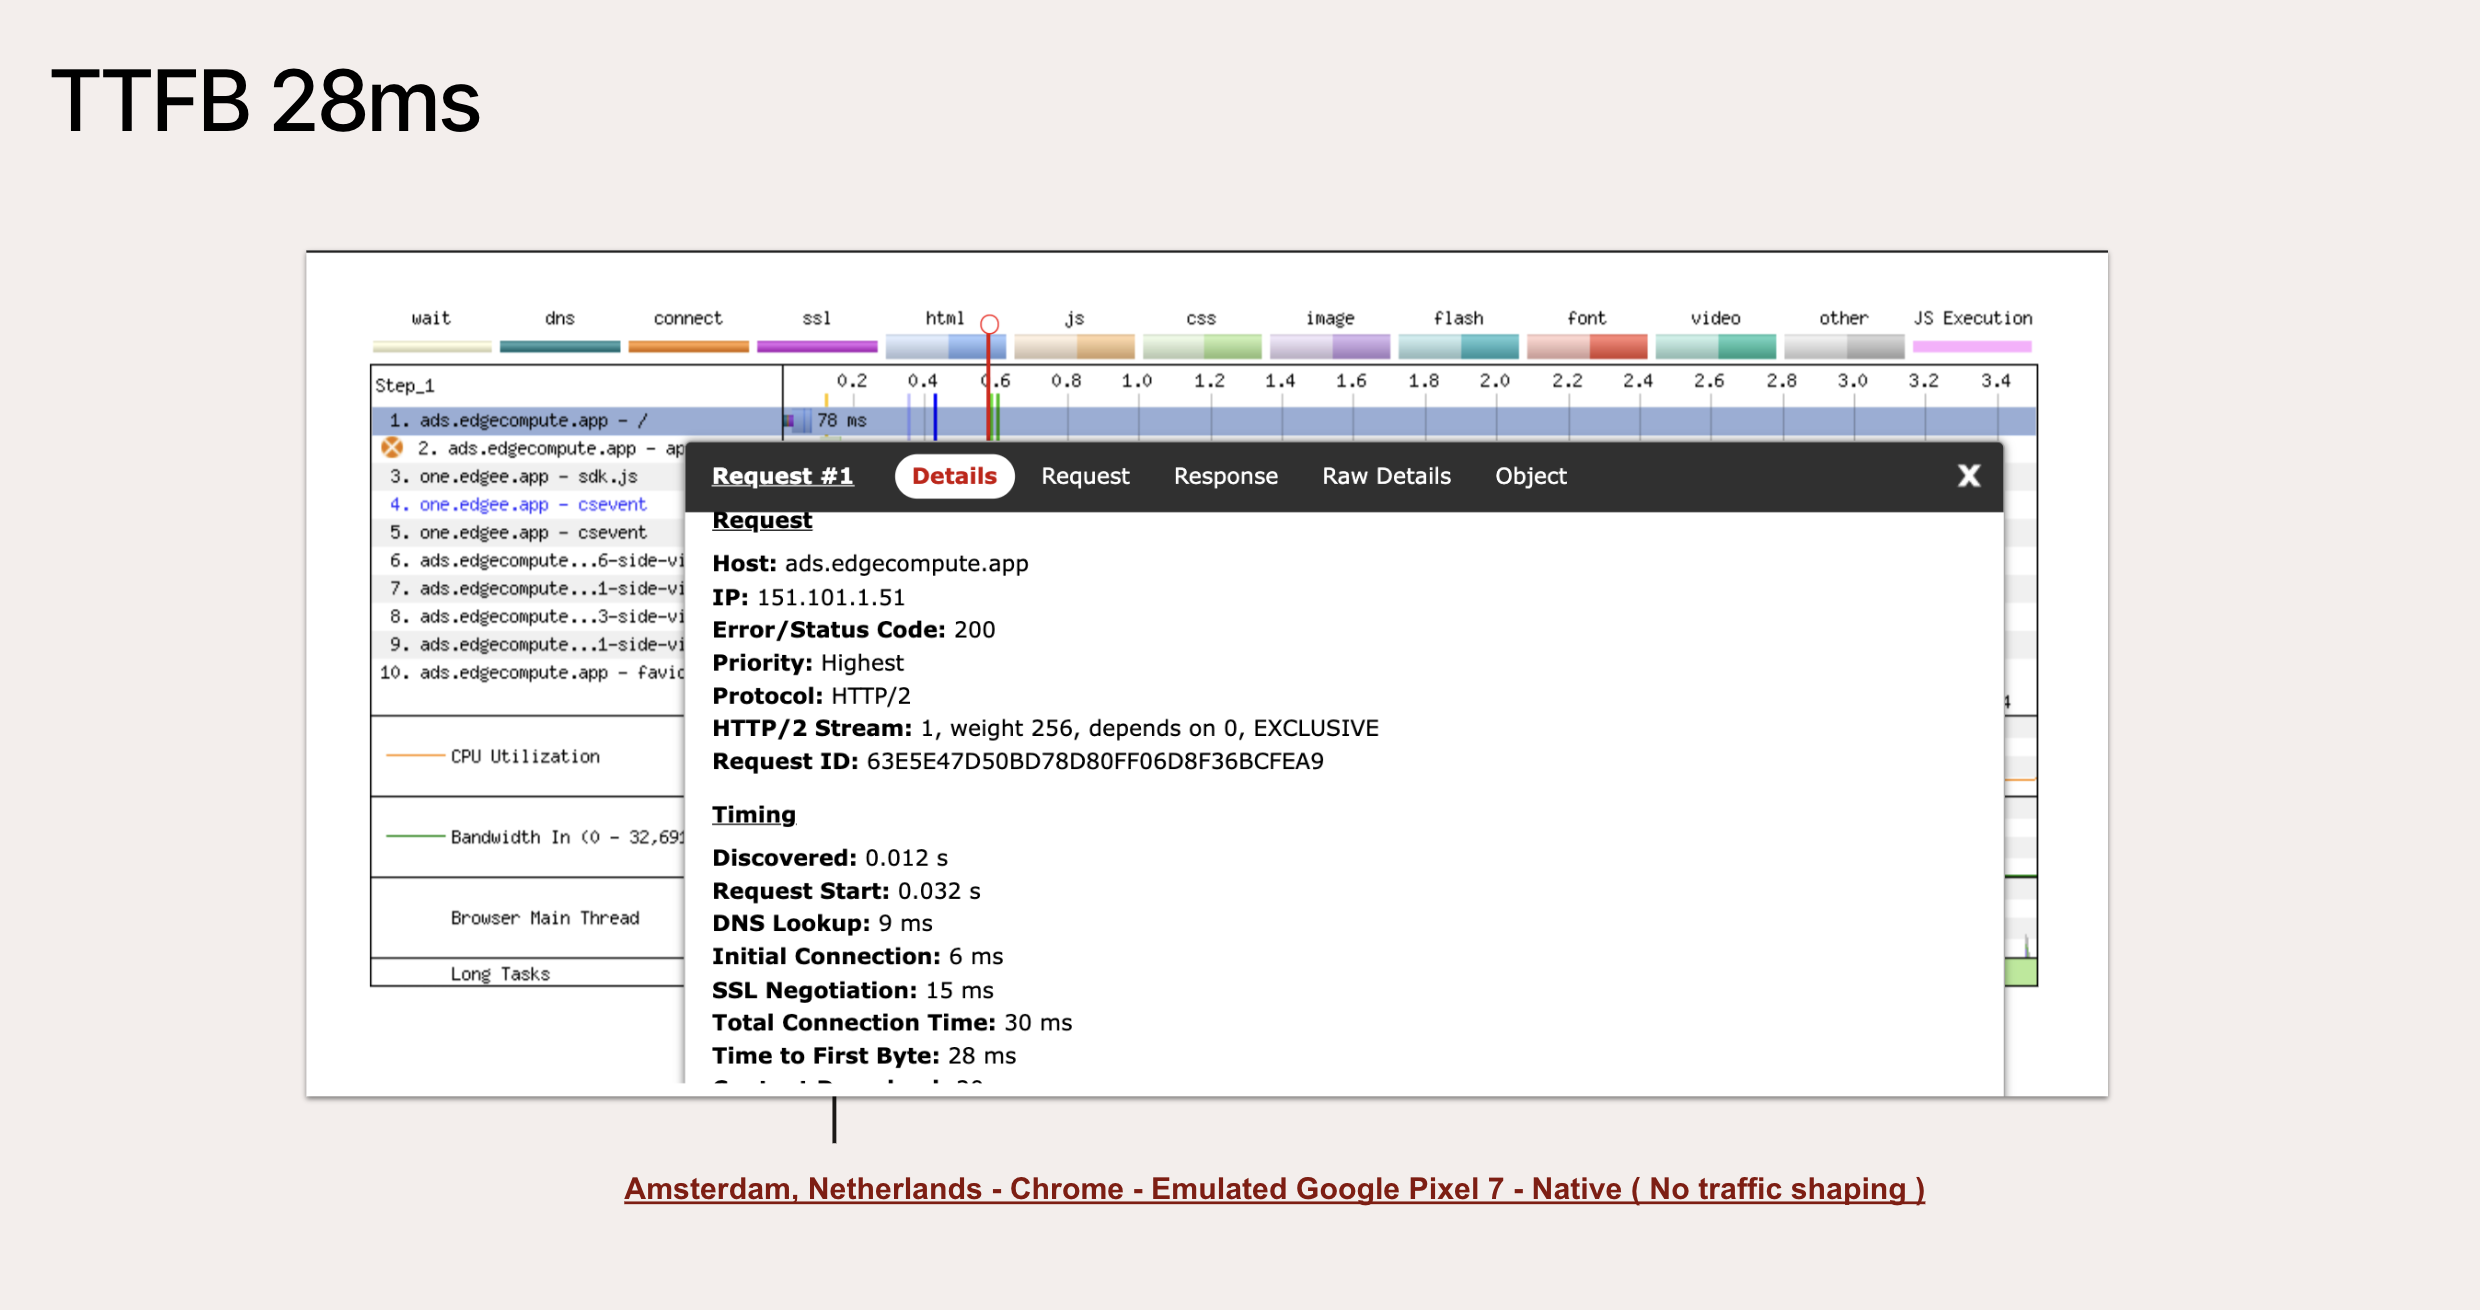 TTFB 28ms
wait dns connect ssl html js css image flash font video other JS Execution
Step_1 0.2 0.4 0.6 0.8 1.0 1.2 1.4 1.6 1.8 2.0 2.2 2.4 2.6 2.8 3.0 3.2 3.4
1. ads.edgecompute.app - / 78 ms
2. ads.edgecompute.app - ap
3. one.edgee.app - sdk.js
4. one.edgee.app - csevent
5. one.edgee.app - csevent
6. ads.edgecompute...6-side-vi
7. ads.edgecompute...1-side-vi
8. ads.edgecompute...3-side-vi
9. ads.edgecompute...1-side-vi
10. ads.edgecompute.app - favic
CPU Utilization
Bandwidth In (0 - 32,691
Browser Main Thread
Long Tasks
Request #1 Details Request Response Raw Details Object X
Request
Host: ads.edgecompute.app
IP: 151.101.1.51
Error/Status Code: 200
Priority: Highest
Protocol: HTTP/2
HTTP/2 Stream: 1, weight 256, depends on 0, EXCLUSIVE
Request ID: 63E5E47D50BD78D80FF06D8F36BCFEA9
Timing
Discovered: 0.012 s
Request Start: 0.032 s
DNS Lookup: 9 ms
Initial Connection: 6 ms
SSL Negotiation: 15 ms
Total Connection Time: 30 ms
Time to First Byte: 28 ms
Amsterdam, Netherlands - Chrome - Emulated Google Pixel 7 - Native ( No traffic shaping )